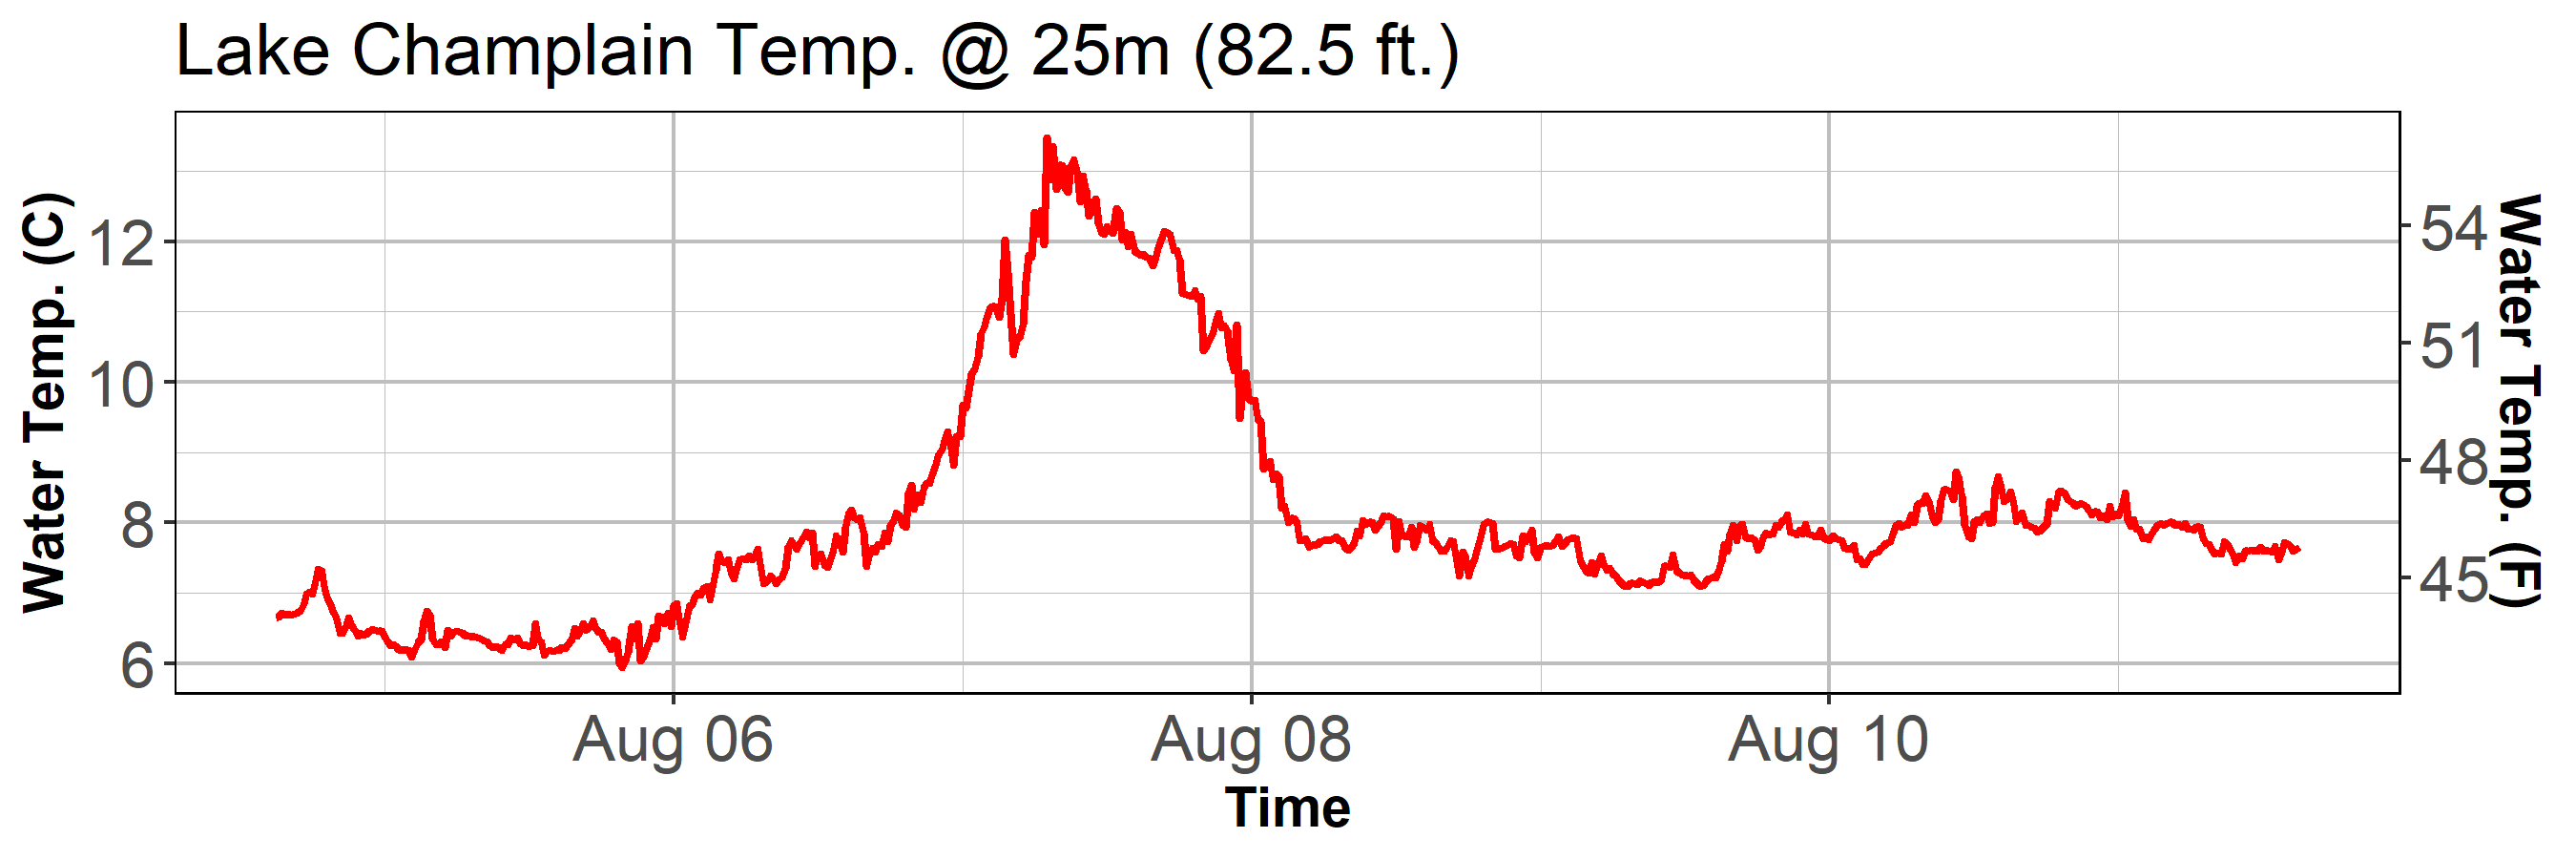 Lake Champlain Temp. @ 25m (82.5 ft.)
Water Temp. (C)
12
10
8
6
54
51
48
45
Water Temp. (F)
Aug 06
Aug 08
Aug 10
Time